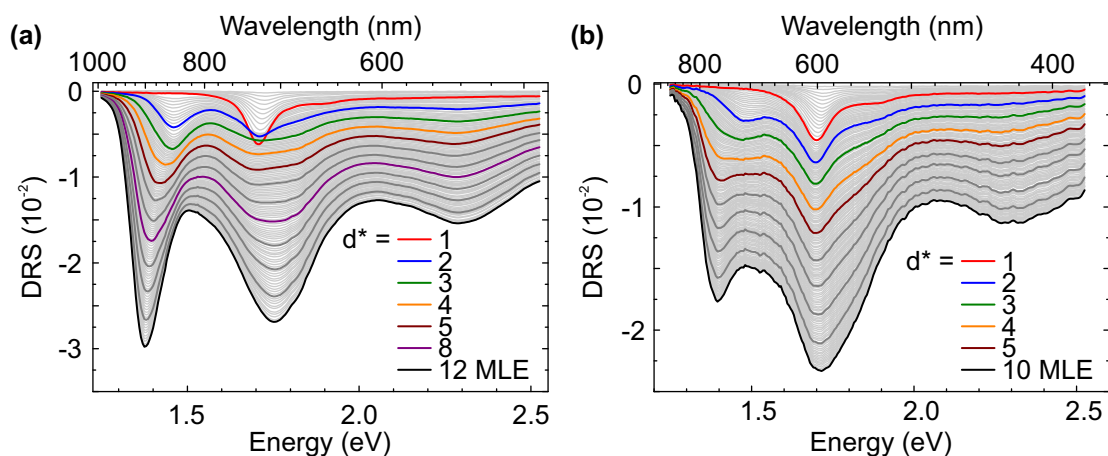 (a)
Wavelength (nm)
1000 800 600
0
-1
-2
-3
DRS (10⁻²)
d* = 1
2
3
4
5
8
12 MLE
1.5 2.0 2.5
Energy (eV)
(b)
Wavelength (nm)
800 600 400
0
-1
-2
DRS (10⁻²)
d* = 1
2
3
4
5
10 MLE
1.5 2.0 2.5
Energy (eV)